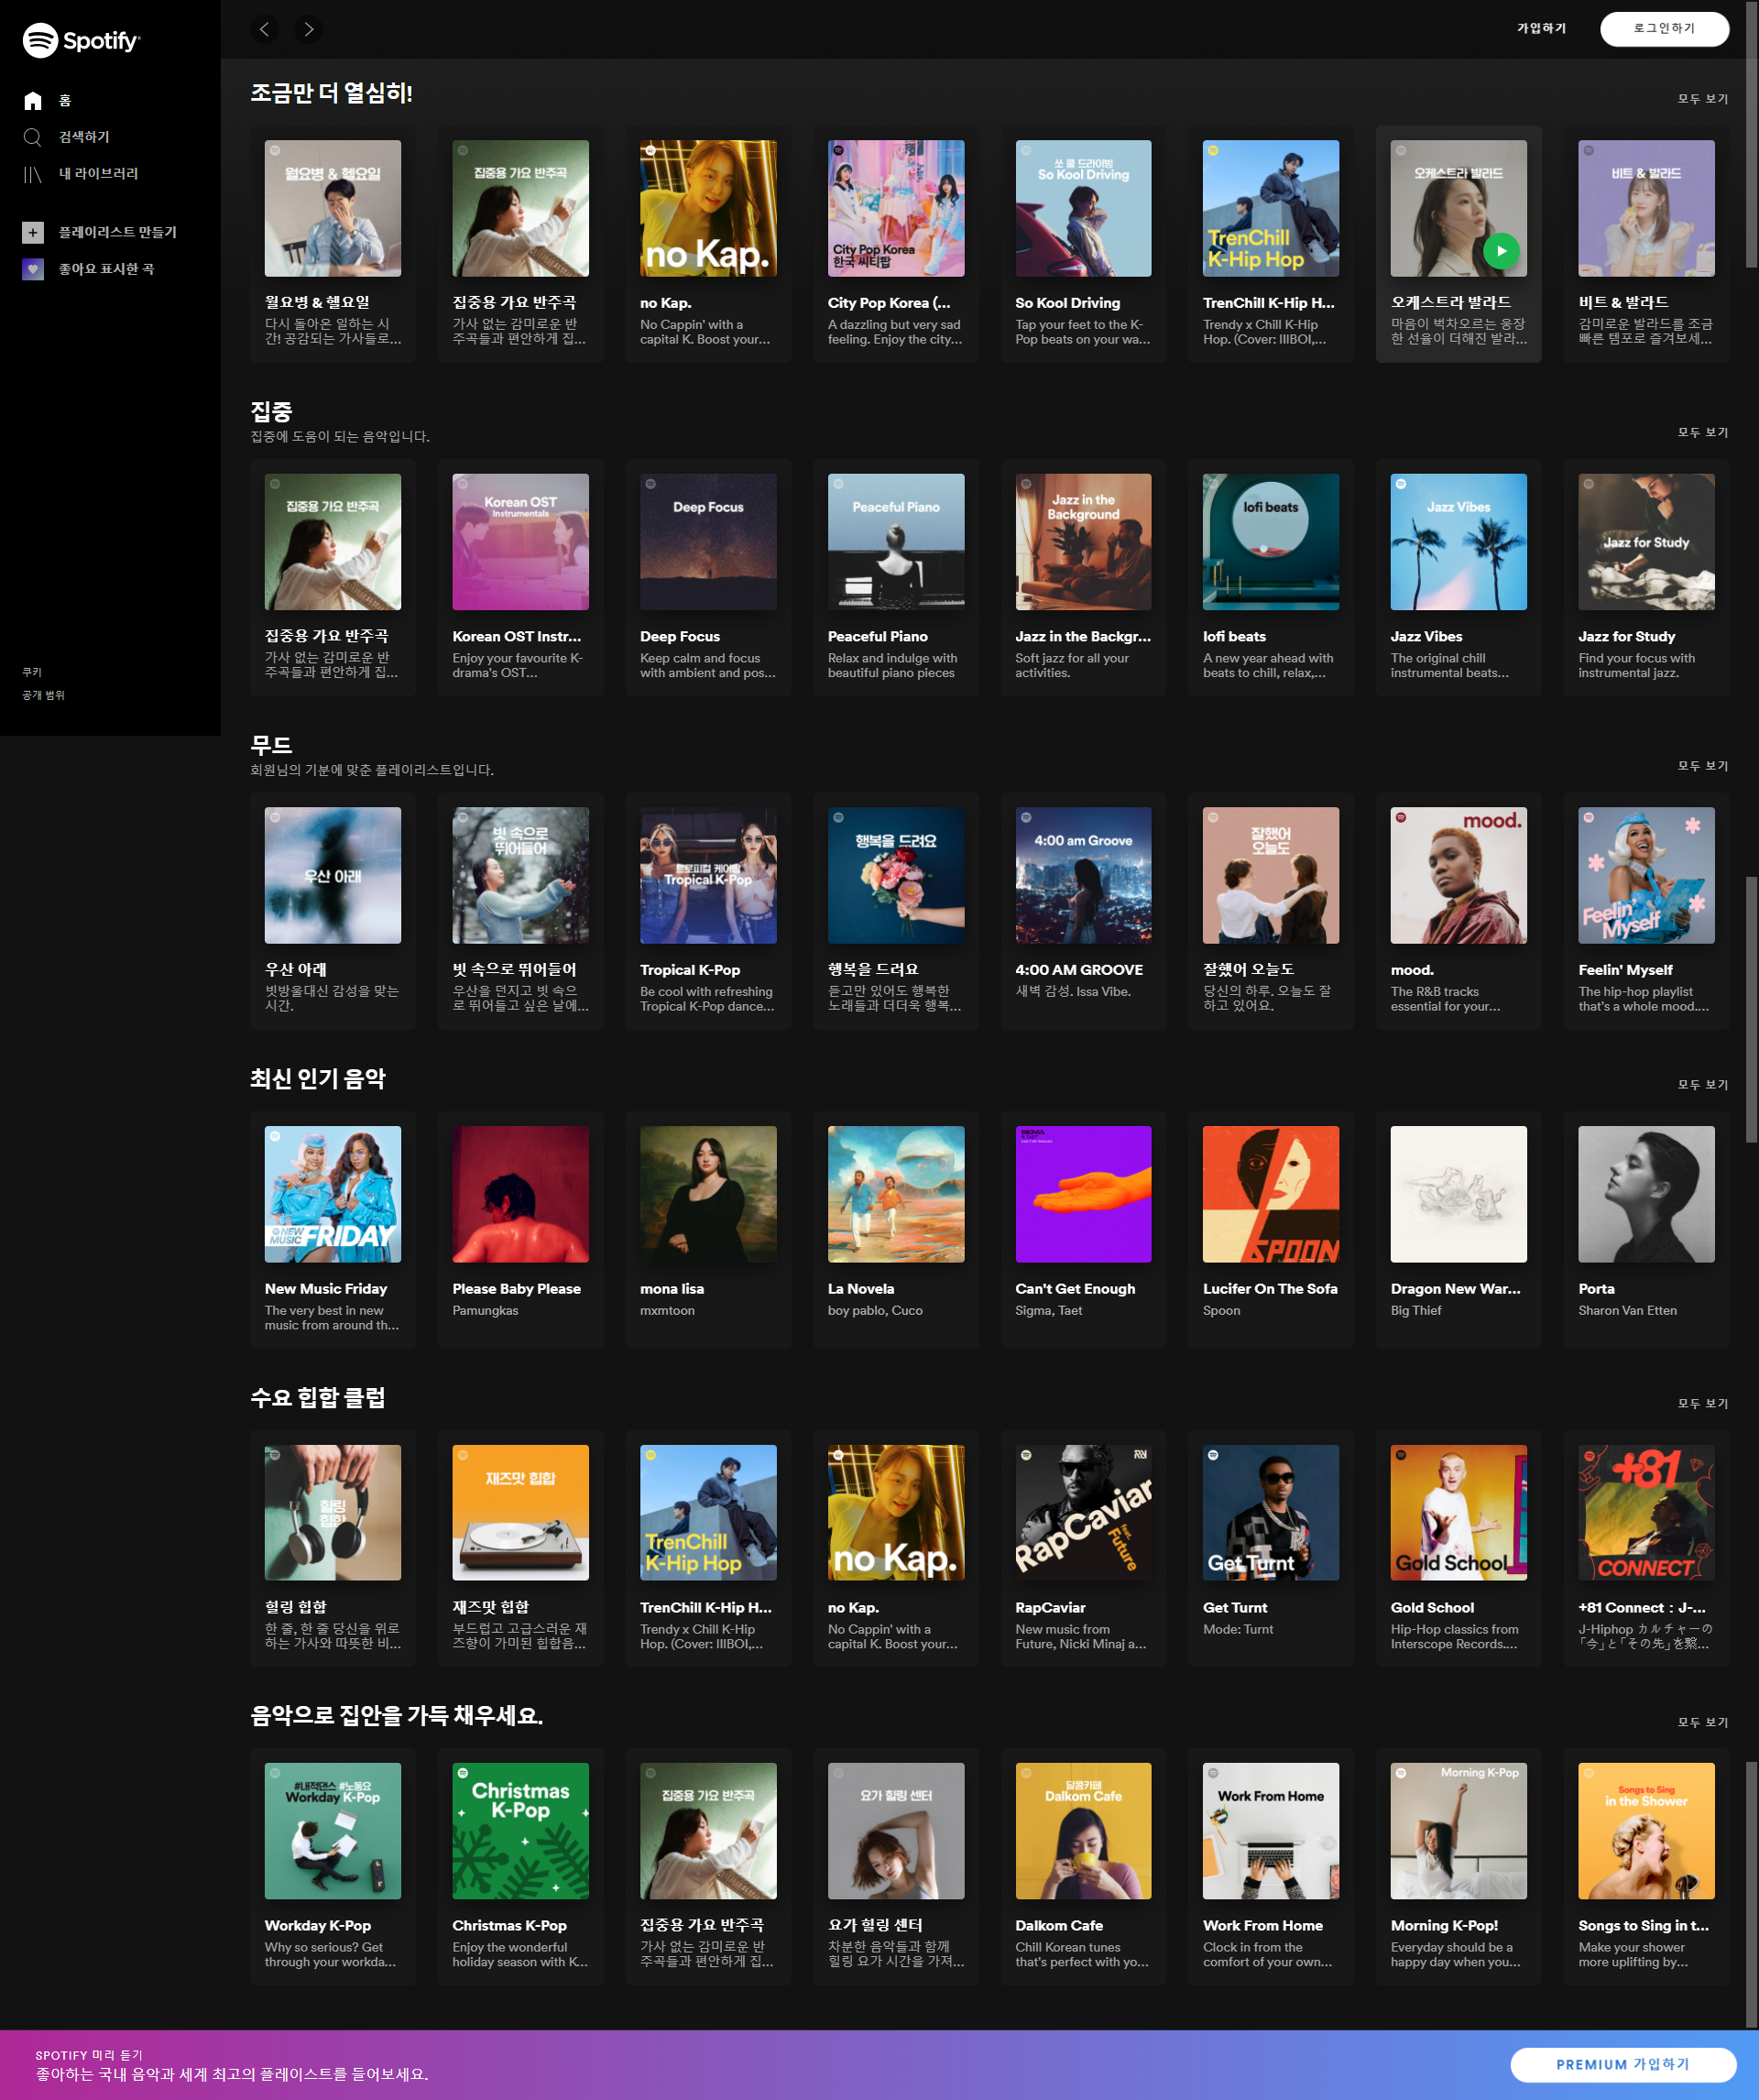 Spotify
가입하기
로그인하기
홈
검색하기
내 라이브러리
플레이리스트 만들기
좋아요 표시한 곡
쿠키
공개 범위
조금만 더 열심히!
모두 보기
월요병 & 헬요일
집중용 가요 반주곡
no Kap.
City Pop Korea
한국 씨티팝
쏘 쿨 드라이빙
So Kool Driving
TrenChill
K-Hip Hop
오케스트라 발라드
비트 & 발라드
월요병 & 헬요일
다시 돌아온 일하는 시
간! 공감되는 가사들로...
집중용 가요 반주곡
가사 없는 감미로운 반
주곡들과 편안하게 집...
no Kap.
No Cappin' with a
capital K. Boost your...
City Pop Korea (...
A dazzling but very sad
feeling. Enjoy the city...
So Kool Driving
Tap your feet to the K-
Pop beats on your wa...
TrenChill K-Hip H...
Trendy x Chill K-Hip
Hop. (Cover: IIIBOI,...
오케스트라 발라드
마음이 벅차오르는 웅장
한 선율이 더해진 발라...
비트 & 발라드
감미로운 발라드를 조금
빠른 템포로 즐겨보세...
집중
집중에 도움이 되는 음악입니다.
모두 보기
집중용 가요 반주곡
Korean OST
Instrumentals
Deep Focus
Peaceful Piano
Jazz in the
Background
lofi beats
Jazz Vibes
Jazz for Study
집중용 가요 반주곡
가사 없는 감미로운 반
주곡들과 편안하게 집...
Korean OST Instr...
Enjoy your favourite K-
drama's OST...
Deep Focus
Keep calm and focus
with ambient and pos...
Peaceful Piano
Relax and indulge with
beautiful piano pieces
Jazz in the Backgr...
Soft jazz for all your
activities.
lofi beats
A new year ahead with
beats to chill, relax,...
Jazz Vibes
The original chill
instrumental beats...
Jazz for Study
Find your focus with
instrumental jazz.
무드
회원님의 기분에 맞춘 플레이리스트입니다.
모두 보기
우산 아래
빗 속으로
뛰어들어
트로피컬 케이팝
Tropical K-Pop
행복을 드려요
4:00 am Groove
잘했어
오늘도
mood.
Feelin'
Myself
우산 아래
빗방울대신 감성을 맞는
시간.
빗 속으로 뛰어들어
우산을 던지고 빗 속으
로 뛰어들고 싶은 날에...
Tropical K-Pop
Be cool with refreshing
Tropical K-Pop dance...
행복을 드려요
듣고만 있어도 행복한
노래들과 더더욱 행복...
4:00 AM GROOVE
새벽 감성. Issa Vibe.
잘했어 오늘도
당신의 하루. 오늘도 잘
하고 있어요.
mood.
The R&B tracks
essential for your...
Feelin' Myself
The hip-hop playlist
that's a whole mood....
최신 인기 음악
모두 보기
NEW
MUSIC FRIDAY
SIGMA
SPOON
New Music Friday
The very best in new
music from around th...
Please Baby Please
Pamungkas
mona lisa
mxmtoon
La Novela
boy pablo, Cuco
Can't Get Enough
Sigma, Taet
Lucifer On The Sofa
Spoon
Dragon New War...
Big Thief
Porta
Sharon Van Etten
수요 힙합 클럽
모두 보기
힐링
힙합
재즈맛 힙합
TrenChill
K-Hip Hop
no Kap.
RapCaviar
feat.
Future
Get Turnt
Gold School
+81
CONNECT
힐링 힙합
한 줄, 한 줄 당신을 위로
하는 가사와 따뜻한 비...
재즈맛 힙합
부드럽고 고급스러운 재
즈향이 가미된 힙합음...
TrenChill K-Hip H...
Trendy x Chill K-Hip
Hop. (Cover: IIIBOI,...
no Kap.
No Cappin' with a
capital K. Boost your...
RapCaviar
New music from
Future, Nicki Minaj a...
Get Turnt
Mode: Turnt
Gold School
Hip-Hop classics from
Interscope Records....
+81 Connect：J-...
J-Hiphop カルチャーの
「今」と「その先」を繋...
음악으로 집안을 가득 채우세요.
모두 보기
#내적댄스 #노동요
Workday K-Pop
Christmas
K-Pop
집중용 가요 반주곡
요가 힐링 센터
달콤카페
Dalkom Cafe
Work From Home
Morning K-Pop
Songs to Sing
in the Shower
Workday K-Pop
Why so serious? Get
through your workda...
Christmas K-Pop
Enjoy the wonderful
holiday season with K...
집중용 가요 반주곡
가사 없는 감미로운 반
주곡들과 편안하게 집...
요가 힐링 센터
차분한 음악들과 함께
힐링 요가 시간을 가져...
Dalkom Cafe
Chill Korean tunes
that's perfect with yo...
Work From Home
Clock in from the
comfort of your own...
Morning K-Pop!
Everyday should be a
happy day when you...
Songs to Sing in t...
Make your shower
more uplifting by...
SPOTIFY 미리 듣기
좋아하는 국내 음악과 세계 최고의 플레이스트를 들어보세요.
PREMIUM 가입하기